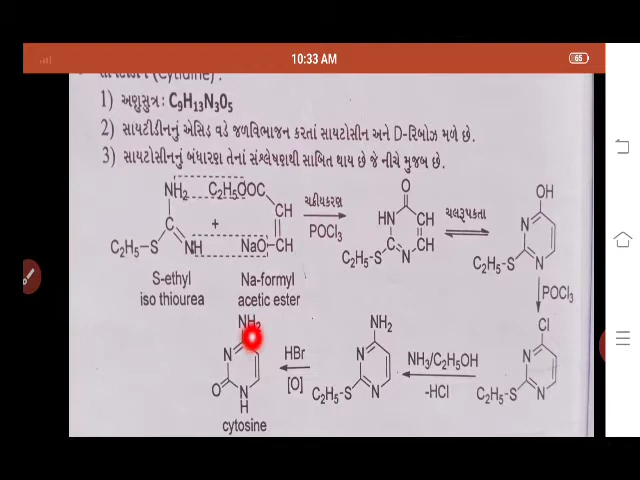 10:33 AM
65
(Cytidine) :
1) અણુસૂત્ર : C₉H₁₃N₃O₅
2) સાયટીડીનનું એસિડ વડે જળવિભાજન કરતાં સાયટોસીન અને D-રિબોઝ મળે છે.
3) સાયટોસીનનું બંધારણ તેનાં સંશ્લેષણથી સાબિત થાય છે જે નીચે મુજબ છે.
NH₂ C₂H₅OOC
C + CH
C₂H₅–S NH NaO–CH
ચક્રીયકરણ
POCl₃
O
HN CH
C₂H₅–S N CH
ચલરૂપકતા
OH
N
C₂H₅–S N
S-ethyl
iso thiourea
Na-formyl
acetic ester
POCl₃
Cl
N
C₂H₅-S N
NH₃/C₂H₅OH
-HCl
NH₂
N
C₂H₅-S N
HBr
[O]
NH₂
N
O N
H
cytosine